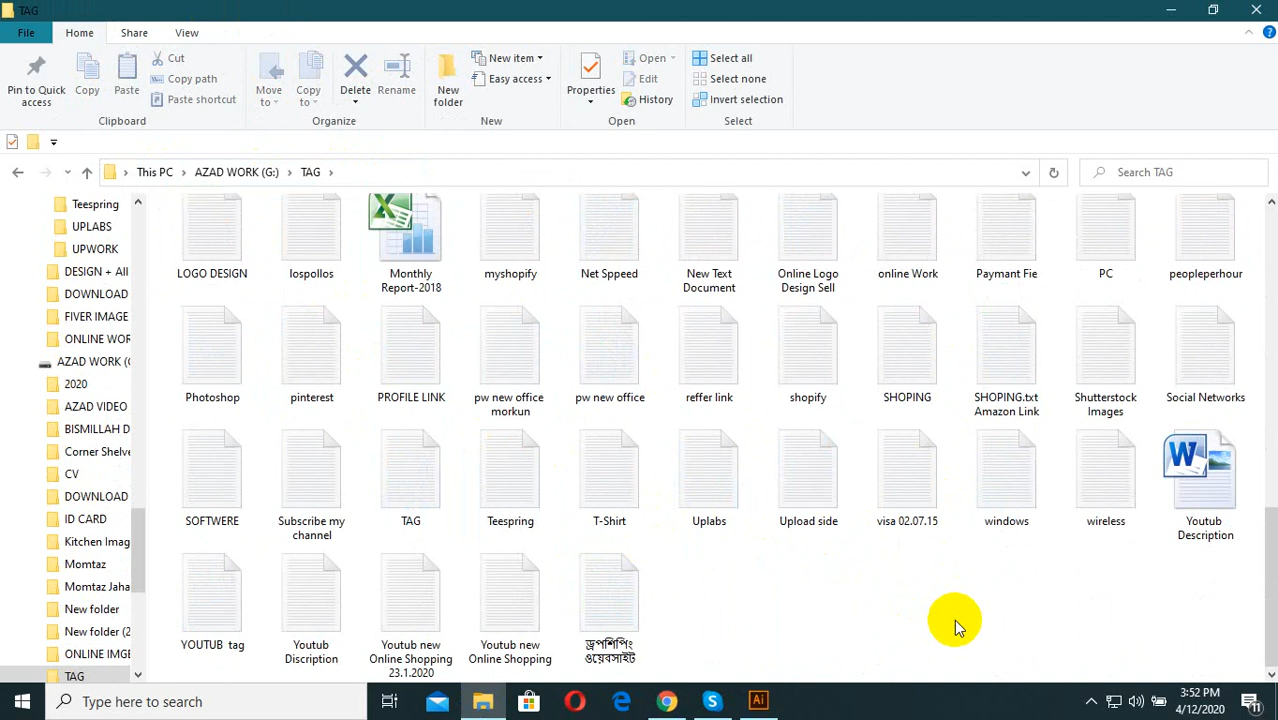 TAG
File
Home
Share
View
Pin to Quick
access
Copy
Paste
Cut
Copy path
Paste shortcut
Clipboard
Move
to
Copy
to
Delete
Rename
Organize
New
folder
New item
Easy access
New
Properties
Open
Edit
History
Open
Select all
Select none
Invert selection
Select
This PC
AZAD WORK (G:)
TAG
Search TAG
Teespring
UPLABS
UPWORK
DESIGN + All
DOWNLOAD
FIVER IMAGE
ONLINE WOR
AZAD WORK (
2020
AZAD VIDEO
BISMILLAH D
Corner Shelve
CV
DOWNLOAD
ID CARD
Kitchen Imag
Momtaz
Momtaz Jaha
New folder
New folder (2
ONLINE IMGE
TAG
LOGO DESIGN
lospollos
Monthly
Report-2018
myshopify
Net Sppeed
New Text
Document
Online Logo
Design Sell
online Work
Paymant Fie
PC
peopleperhour
Photoshop
pinterest
PROFILE LINK
pw new office
morkun
pw new office
reffer link
shopify
SHOPING
SHOPING.txt
Amazon Link
Shutterstock
Images
Social Networks
SOFTWERE
Subscribe my
channel
TAG
Teespring
T-Shirt
Uplabs
Upload side
visa 02.07.15
windows
wireless
Youtub
Description
YOUTUB tag
Youtub
Discription
Youtub new
Online Shopping
23.1.2020
Youtub new
Online Shopping
ড্রপশিপিং
ওয়েবসাইট
Type here to search
3:52 PM
4/12/2020
11